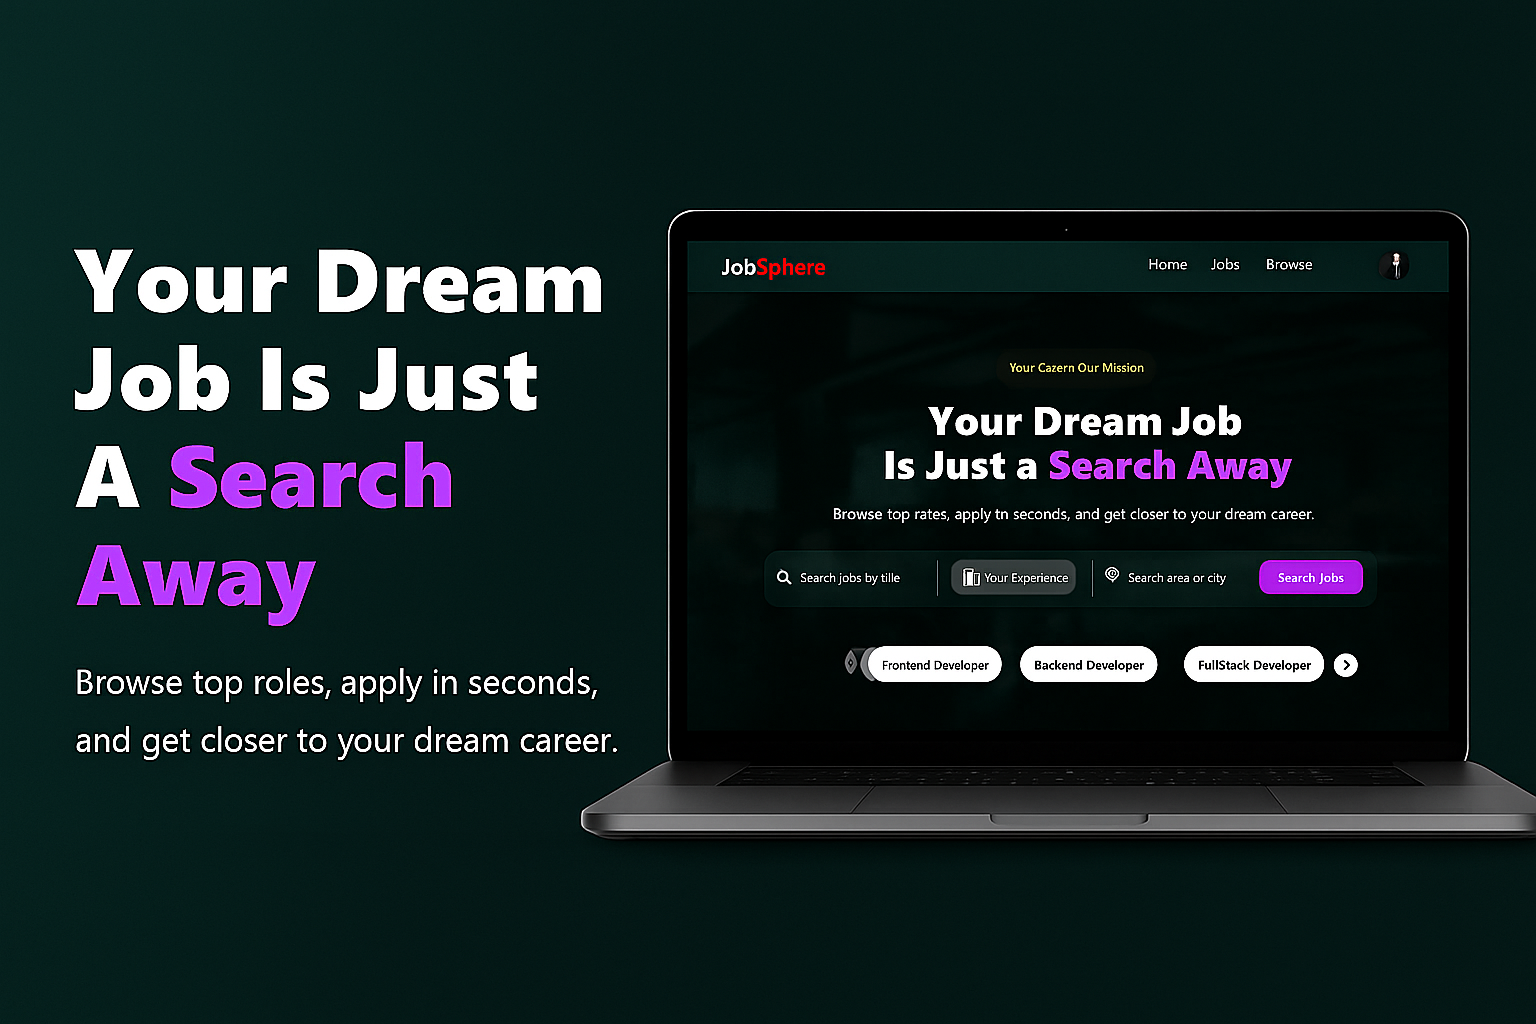 Your Dream
Job Is Just
A Search
Away
Browse top roles, apply in seconds,
and get closer to your dream career.
JobSphere
Home Jobs Browse
Your Cazern Our Mission
Your Dream Job
Is Just a Search Away
Browse top rates, apply tn seconds, and get closer to your dream career.
Search jobs by tille
Your Experience
Search area or city
Search Jobs
Frontend Developer
Backend Developer
FullStack Developer